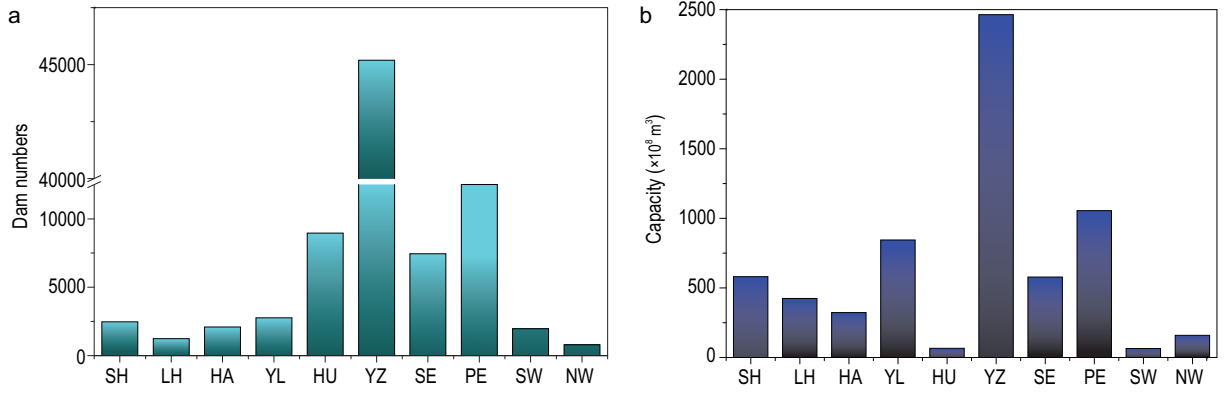 a
Dam numbers
45000
40000
10000
5000
0
SH LH HA YL HU YZ SE PE SW NW
b
Capacity (×10⁸ m³)
2500
2000
1500
1000
500
0
SH LH HA YL HU YZ SE PE SW NW